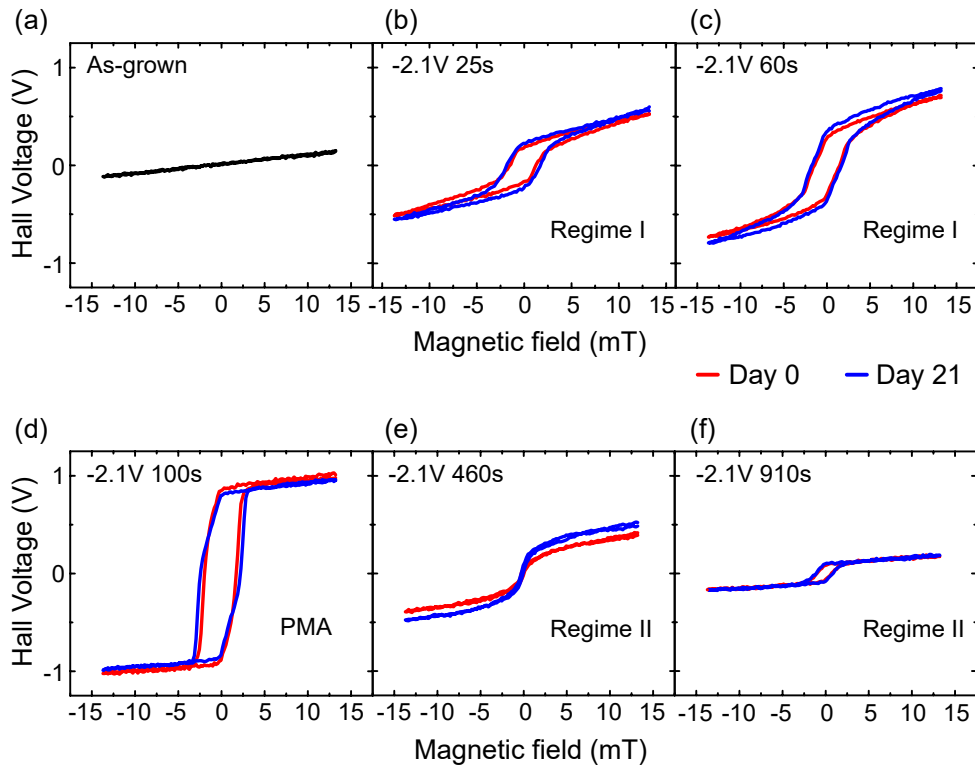 (a)
(b)
(c)
As-grown
-2.1V 25s
-2.1V 60s
Hall Voltage (V)
1
0
-1
Regime I
Regime I
-15 -10 -5 0 5 10 15
-15 -10 -5 0 5 10 15
-15 -10 -5 0 5 10 15
Magnetic field (mT)
Day 0
Day 21
(d)
(e)
(f)
-2.1V 100s
-2.1V 460s
-2.1V 910s
Hall Voltage (V)
1
0
-1
PMA
Regime II
Regime II
-15 -10 -5 0 5 10 15
-15 -10 -5 0 5 10 15
-15 -10 -5 0 5 10 15
Magnetic field (mT)